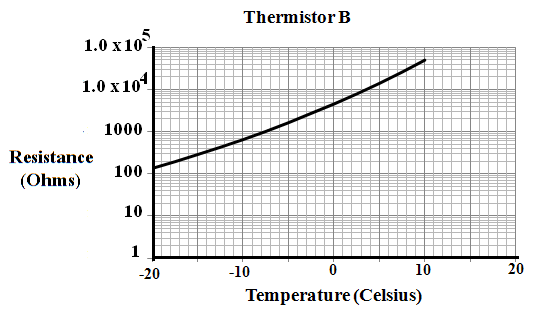 Thermistor B
1.0 x 10^5
1.0 x 10^4
1000
Resistance
(Ohms)
100
10
1
-20 -10 0 10 20
Temperature (Celsius)